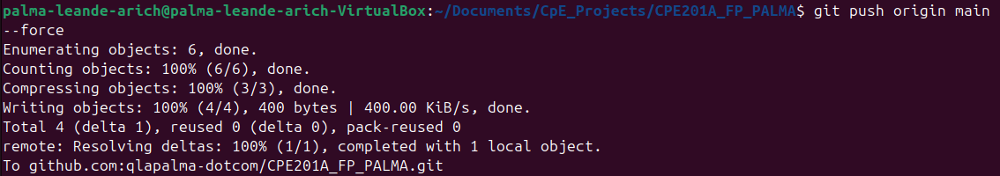 palma-leande-arich@palma-leande-arich-VirtualBox:~/Documents/CpE_Projects/CPE201A_FP_PALMA$ git push origin main
--force
Enumerating objects: 6, done.
Counting objects: 100% (6/6), done.
Compressing objects: 100% (3/3), done.
Writing objects: 100% (4/4), 400 bytes | 400.00 KiB/s, done.
Total 4 (delta 1), reused 0 (delta 0), pack-reused 0
remote: Resolving deltas: 100% (1/1), completed with 1 local object.
To github.com:qlapalma-dotcom/CPE201A_FP_PALMA.git